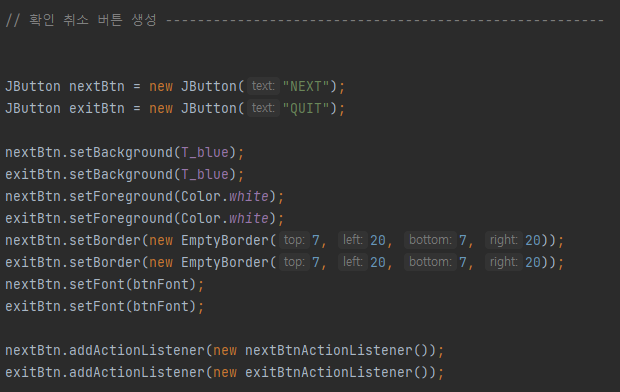 // 확인 취소 버튼 생성 -------------------------------------------------------
JButton nextBtn = new JButton( text: "NEXT");
JButton exitBtn = new JButton( text: "QUIT");
nextBtn.setBackground(T_blue);
exitBtn.setBackground(T_blue);
nextBtn.setForeground(Color.white);
exitBtn.setForeground(Color.white);
nextBtn.setBorder(new EmptyBorder( top: 7, left: 20, bottom: 7, right: 20));
exitBtn.setBorder(new EmptyBorder( top: 7, left: 20, bottom: 7, right: 20));
nextBtn.setFont(btnFont);
exitBtn.setFont(btnFont);
nextBtn.addActionListener(new nextBtnActionListener());
exitBtn.addActionListener(new exitBtnActionListener());